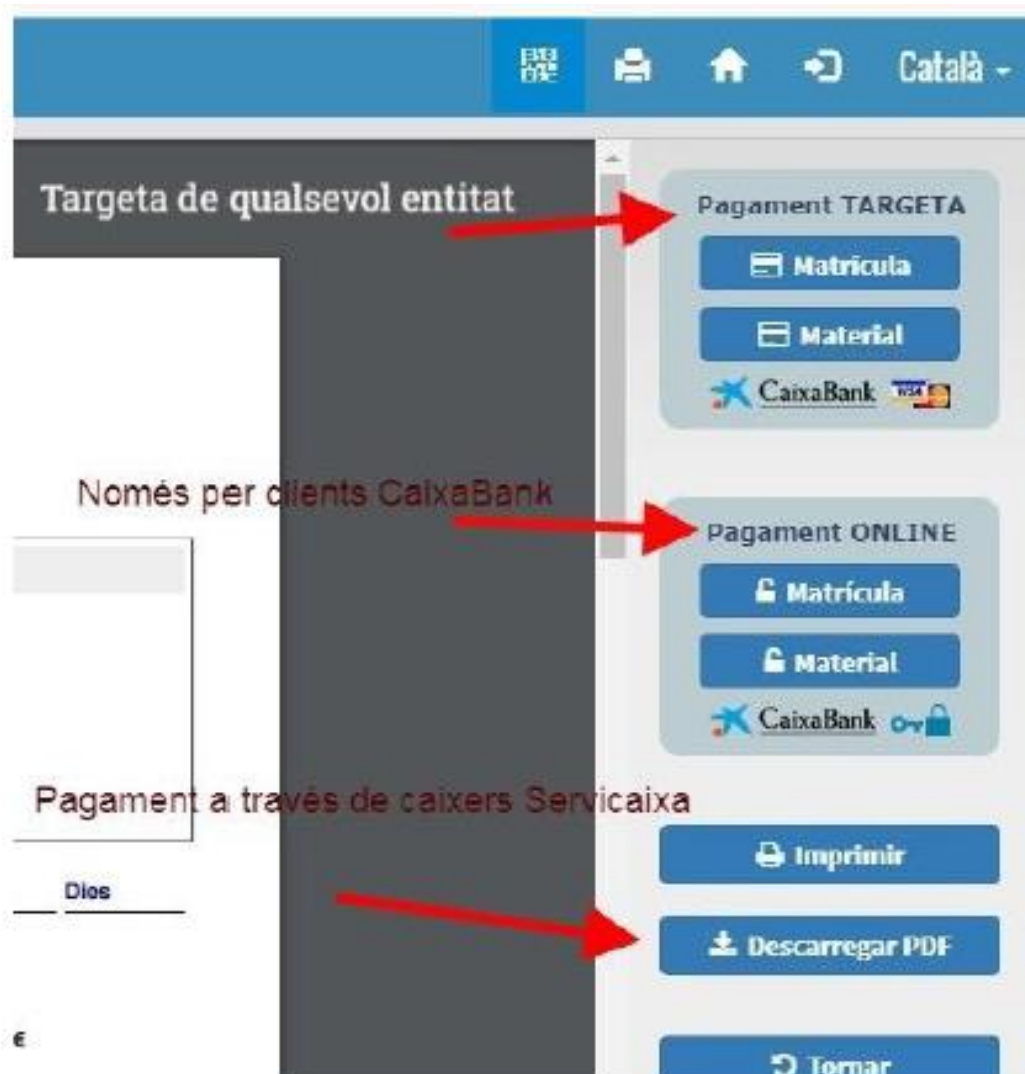 Català
Targeta de qualsevol entitat
Pagament TARGETA
Matrícula
Material
CaixaBank VISA
Només per clients CaixaBank
Pagament ONLINE
Matrícula
Material
CaixaBank
Pagament a través de caixers Servicaixa
Imprimir
Dios
Descarregar PDF
€
Tornar